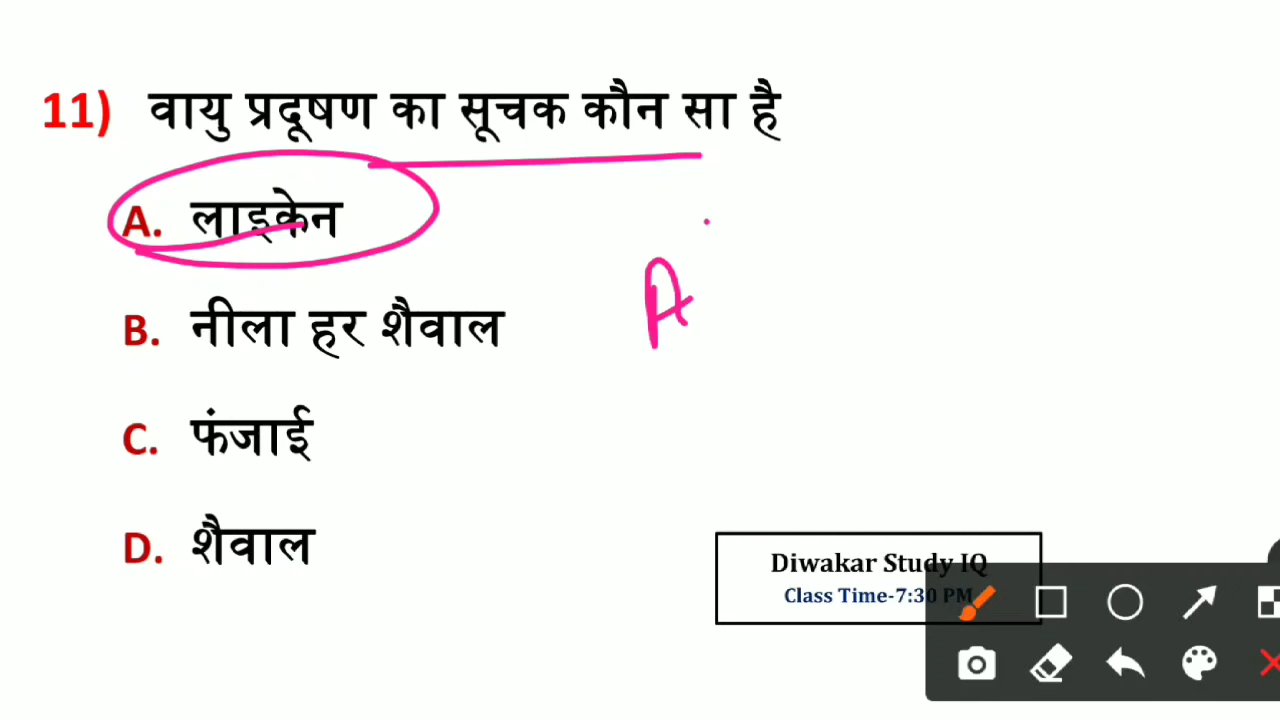 11) वायु प्रदूषण का सूचक कौन सा है
A. लाइकेन
B. नीला हर शैवाल
C. फंजाई
D. शैवाल
A
Diwakar Study IQ
Class Time-7:30 PM